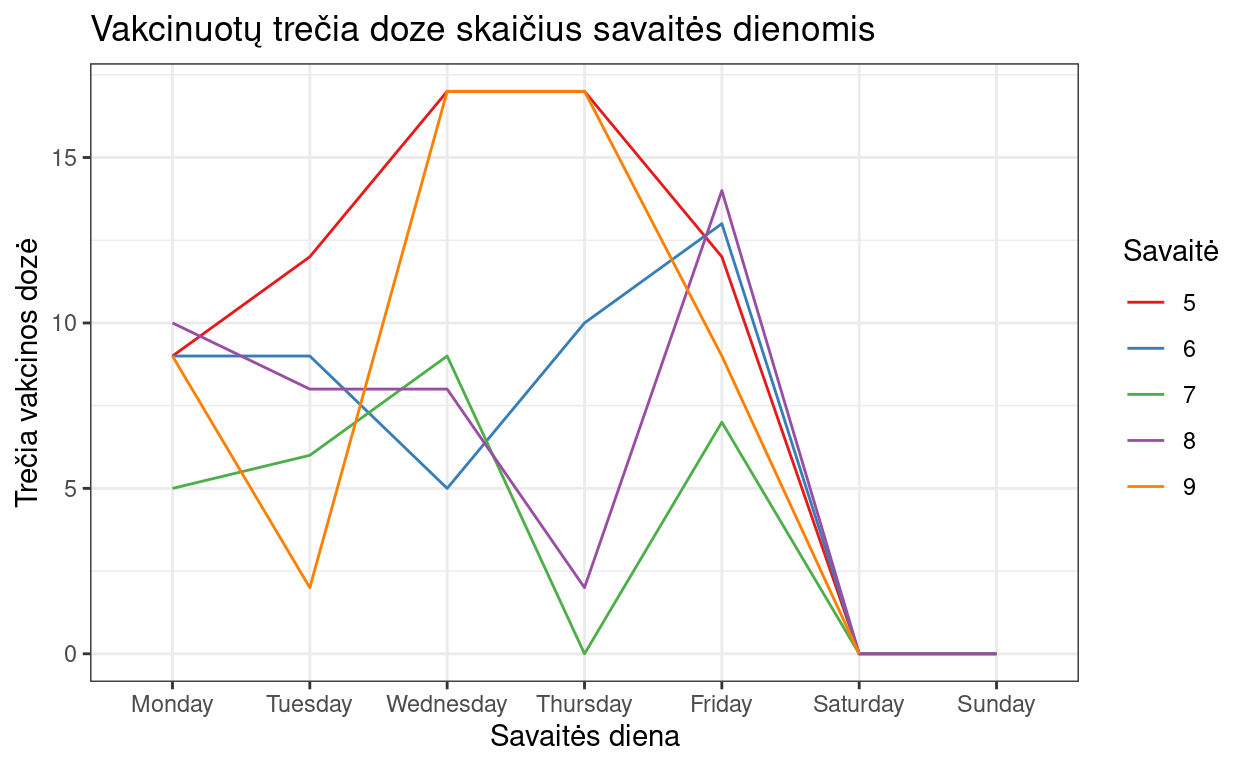 Vakcinuotų trečia doze skaičius savaitės dienomis
Trečia vakcinos dozė
15
10
5
0
Monday Tuesday Wednesday Thursday Friday Saturday Sunday
Savaitės diena
Savaitė
5
6
7
8
9